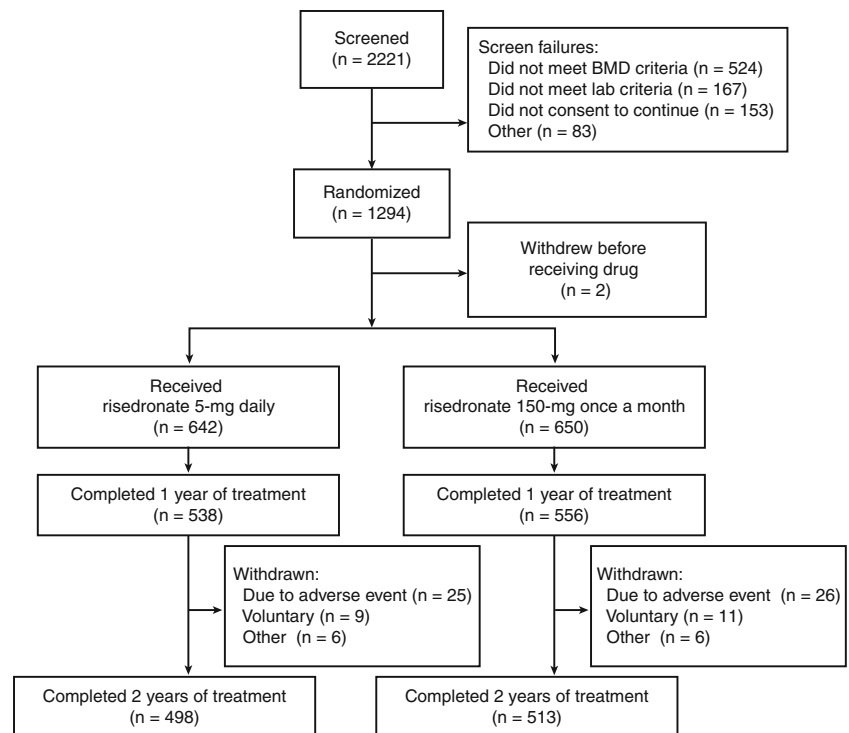 Screened
(n = 2221)
Screen failures:
Did not meet BMD criteria (n = 524)
Did not meet lab criteria (n = 167)
Did not consent to continue (n = 153)
Other (n = 83)
Randomized
(n = 1294)
Withdrew before
receiving drug
(n = 2)
Received
risedronate 5-mg daily
(n = 642)
Received
risedronate 150-mg once a month
(n = 650)
Completed 1 year of treatment
(n = 538)
Completed 1 year of treatment
(n = 556)
Withdrawn:
Due to adverse event (n = 25)
Voluntary (n = 9)
Other (n = 6)
Withdrawn:
Due to adverse event (n = 26)
Voluntary (n = 11)
Other (n = 6)
Completed 2 years of treatment
(n = 498)
Completed 2 years of treatment
(n = 513)